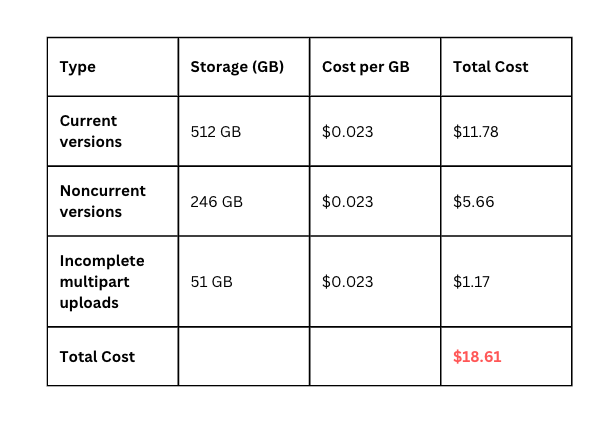 Type Storage (GB) Cost per GB Total Cost
Current
versions
512 GB $0.023 $11.78
Noncurrent
versions
246 GB $0.023 $5.66
Incomplete
multipart
uploads
51 GB $0.023 $1.17
Total Cost $18.61